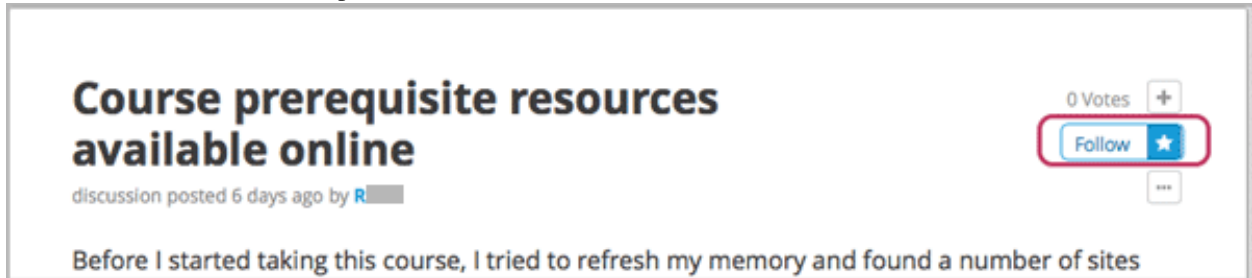 Course prerequisite resources
available online
discussion posted 6 days ago by R
0 Votes +
Follow
...
Before I started taking this course, I tried to refresh my memory and found a number of sites